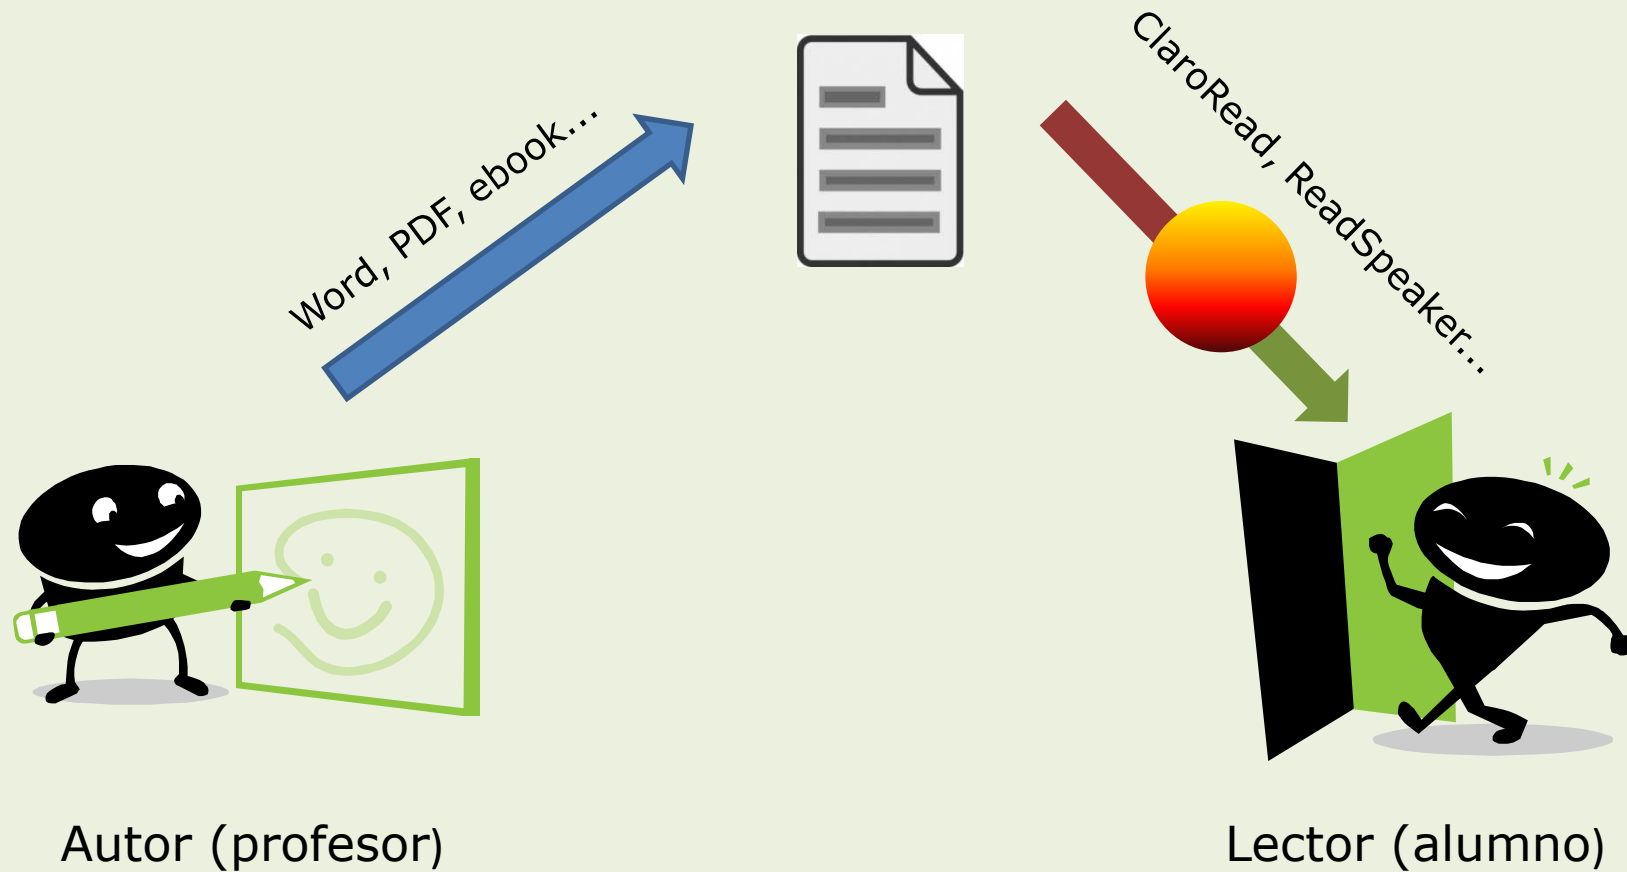 Word, PDF, ebook...
ClaroRead, ReadSpeaker...
Autor (profesor)
Lector (alumno)